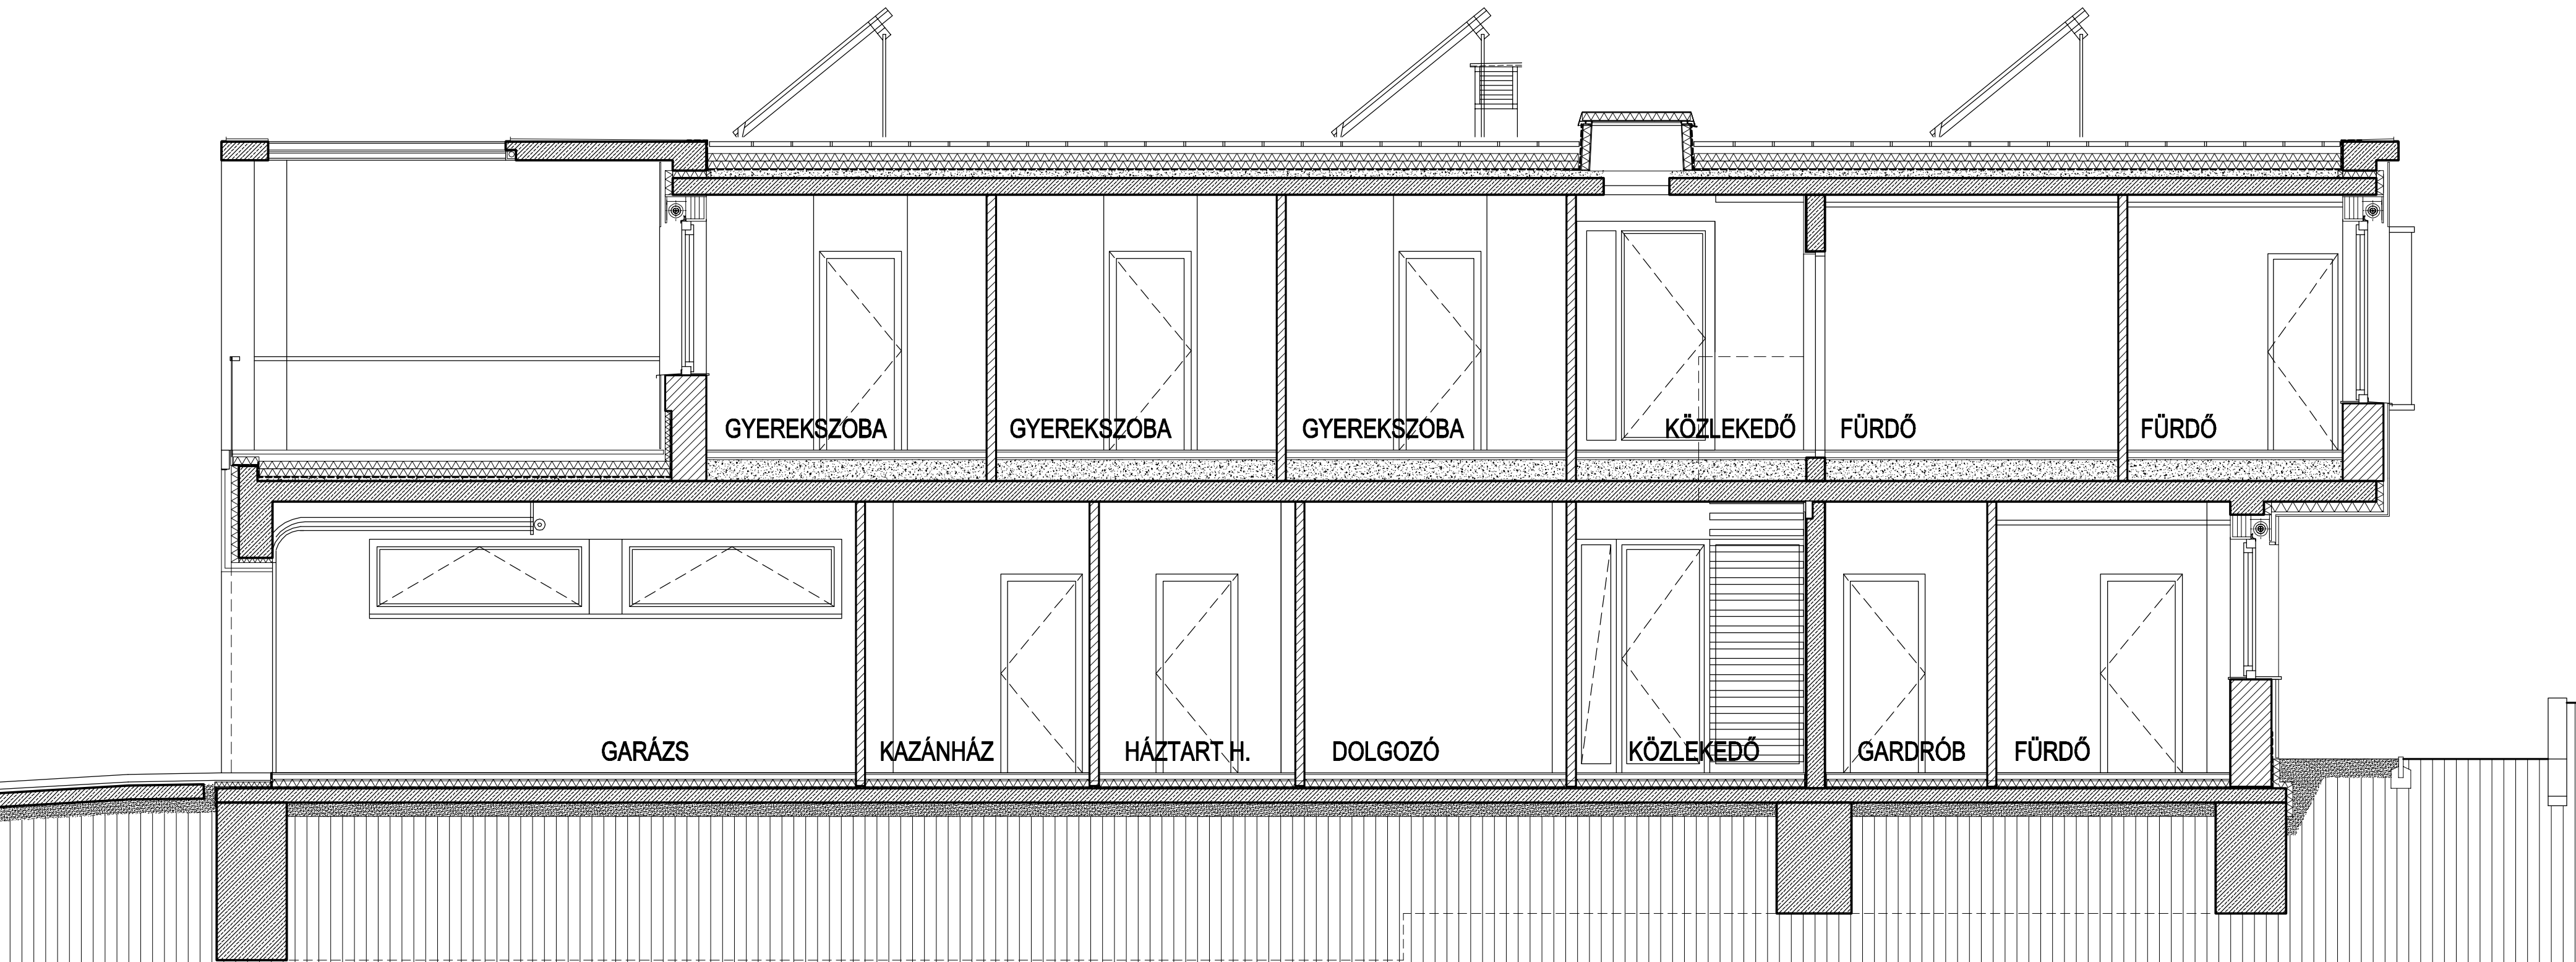 GYEREKSZOBA GYEREKSZOBA GYEREKSZOBA KÖZLEKEDŐ FÜRDŐ FÜRDŐ
GARÁZS KAZÁNHÁZ HÁZTART H. DOLGOZÓ KÖZLEKEDŐ GARDRÓB FÜRDŐ